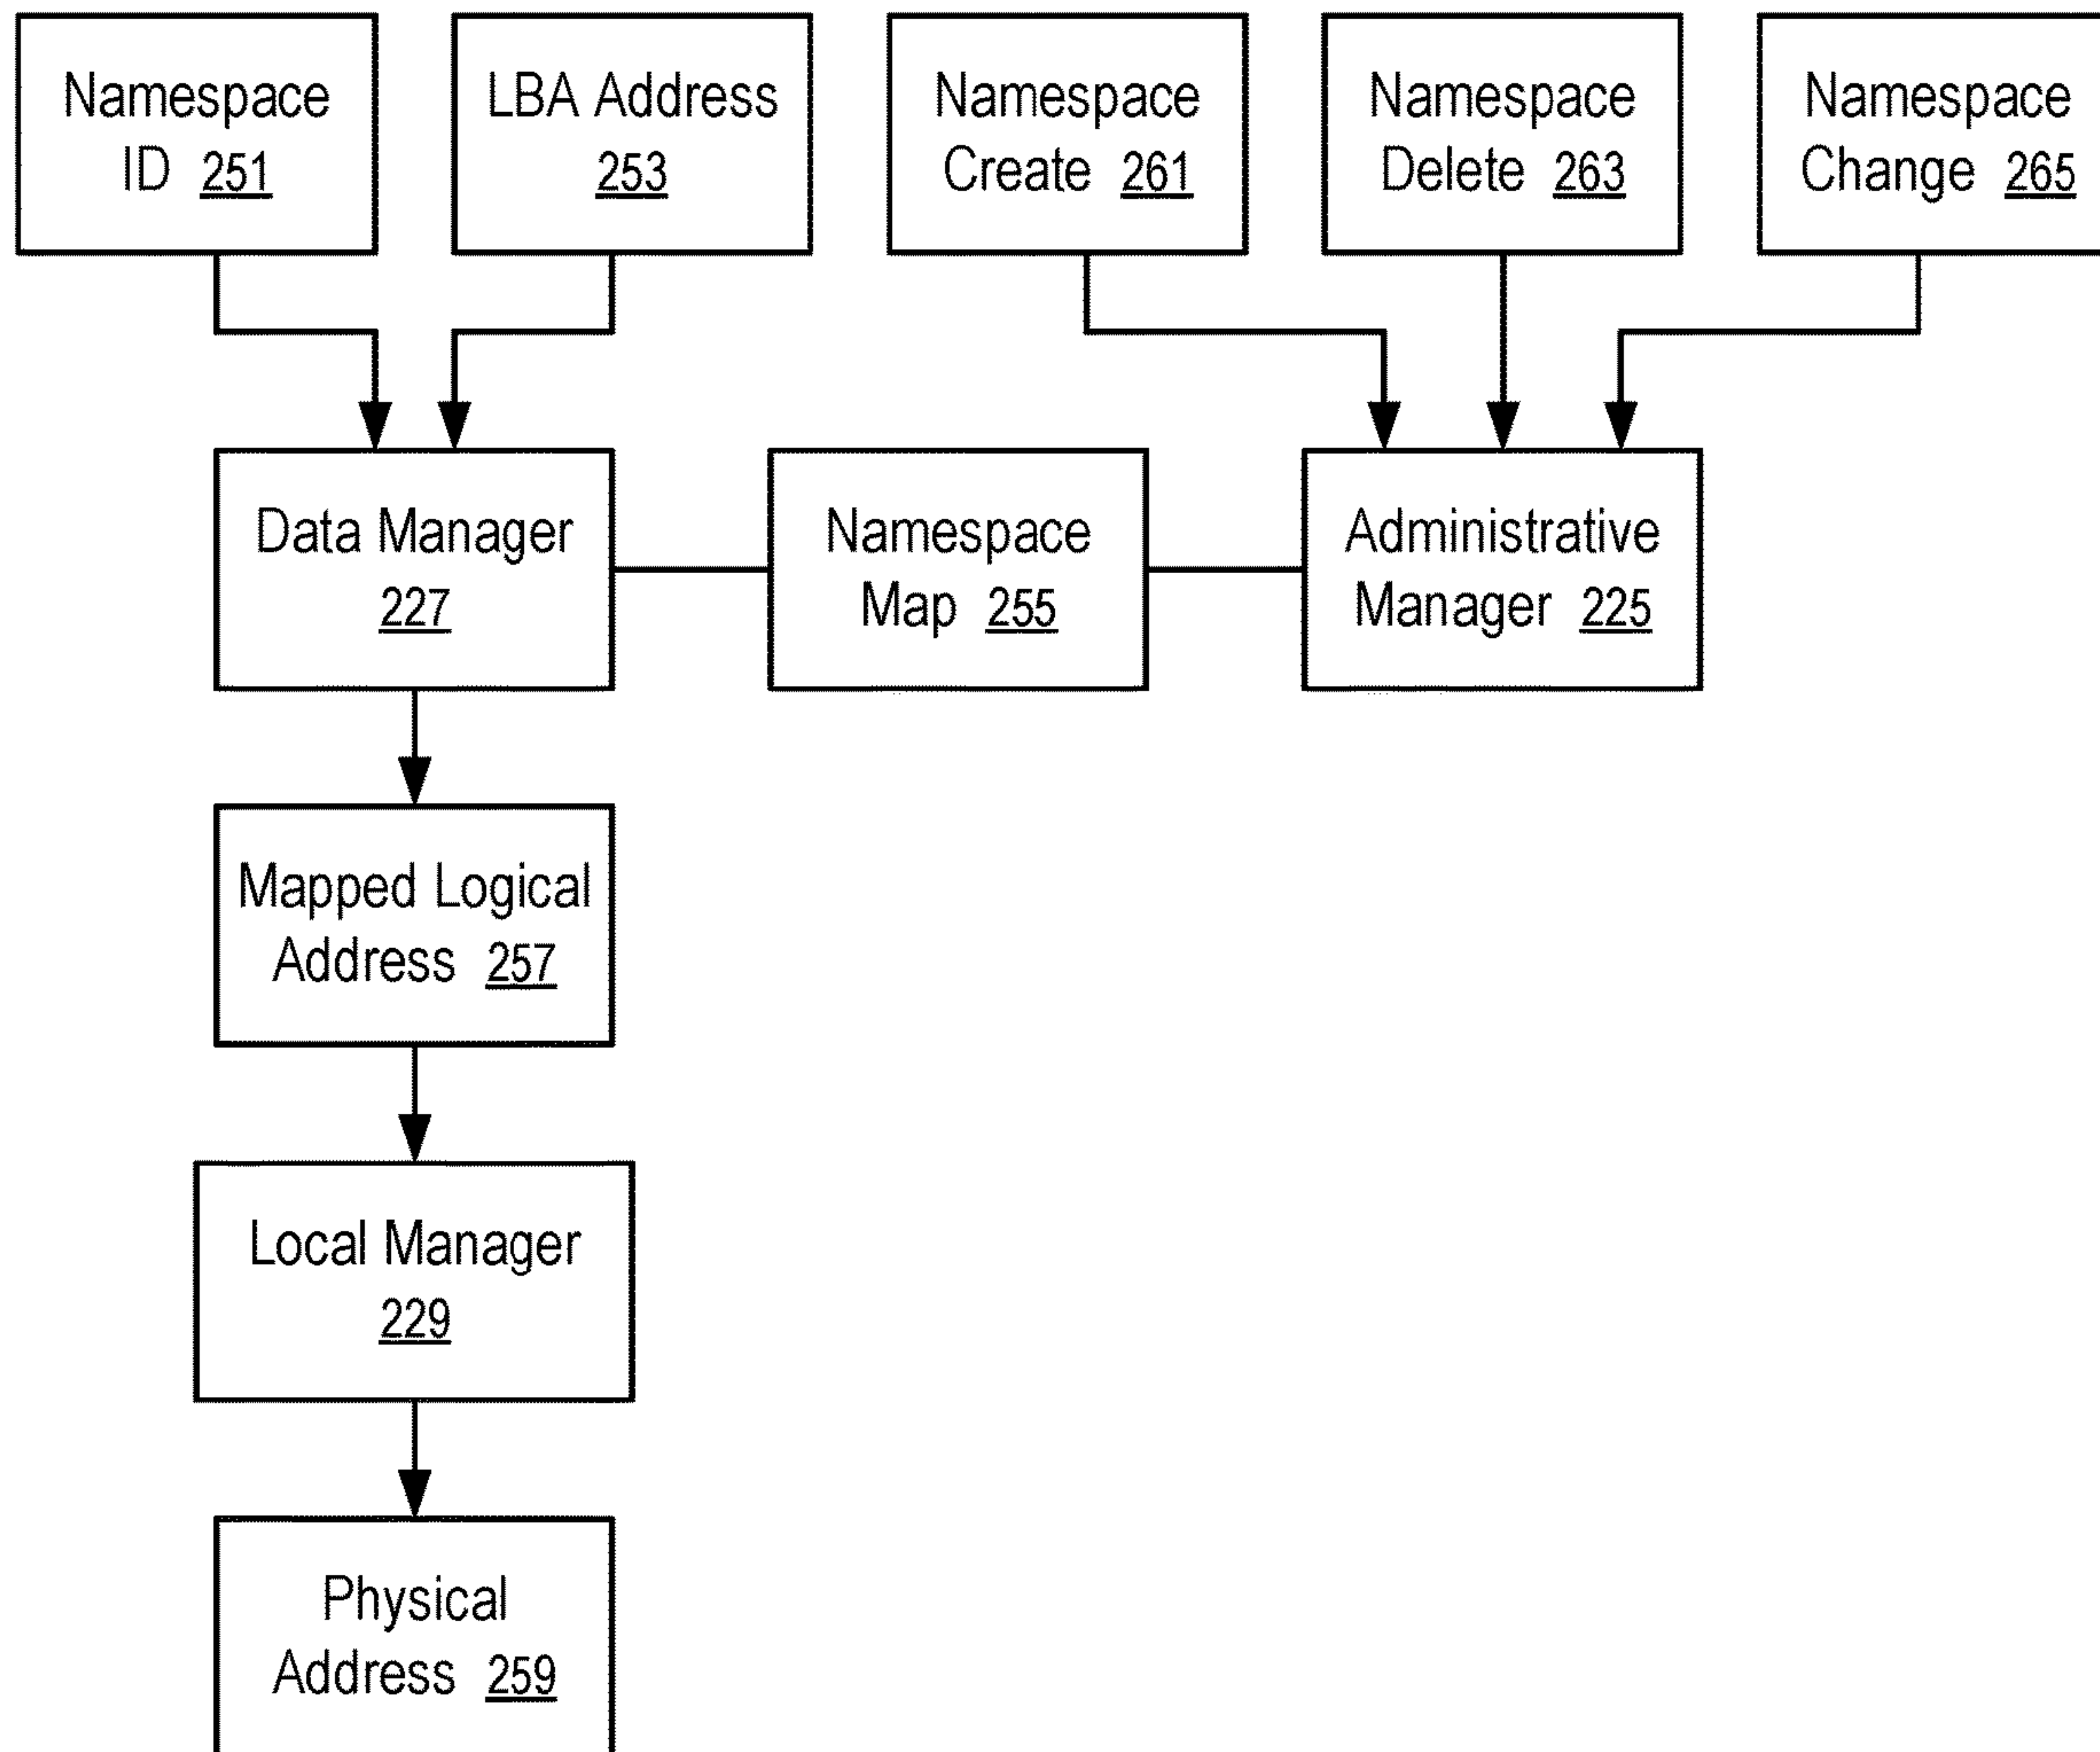 Namespace
ID 251
LBA Address
253
Namespace
Create 261
Namespace
Delete 263
Namespace
Change 265
Data Manager
227
Namespace
Map 255
Administrative
Manager 225
Mapped Logical
Address 257
Local Manager
229
Physical
Address 259